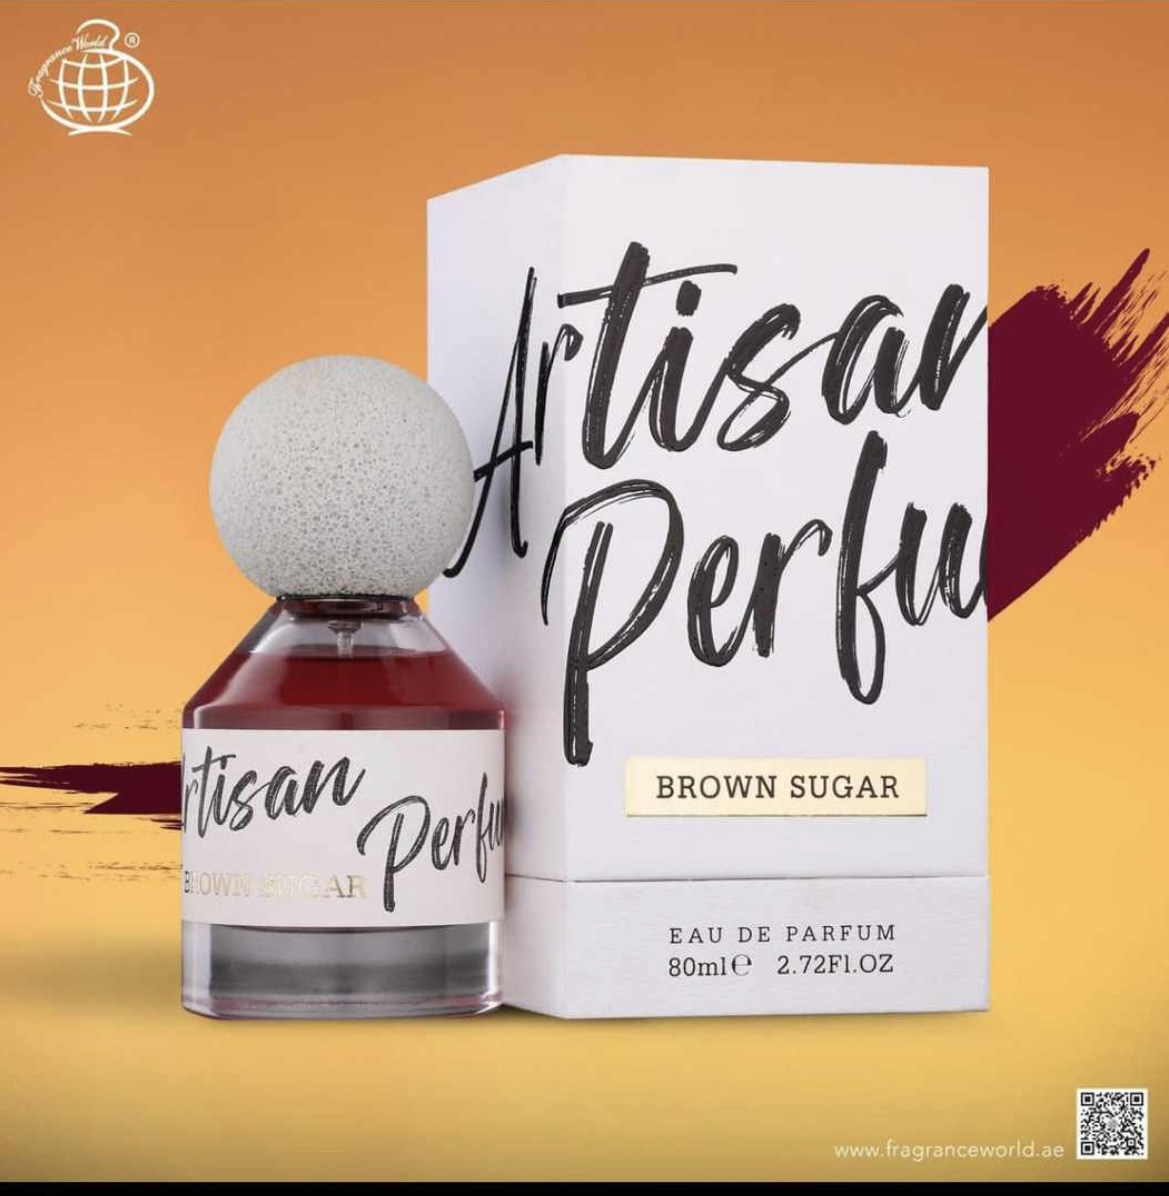 Fragrance World ®
Artisan
Perfu
BROWN SUGAR
EAU DE PARFUM
80ml℮ 2.72Fl.OZ
rtisan
Perfu
BROWN SUGAR
www.fragranceworld.ae